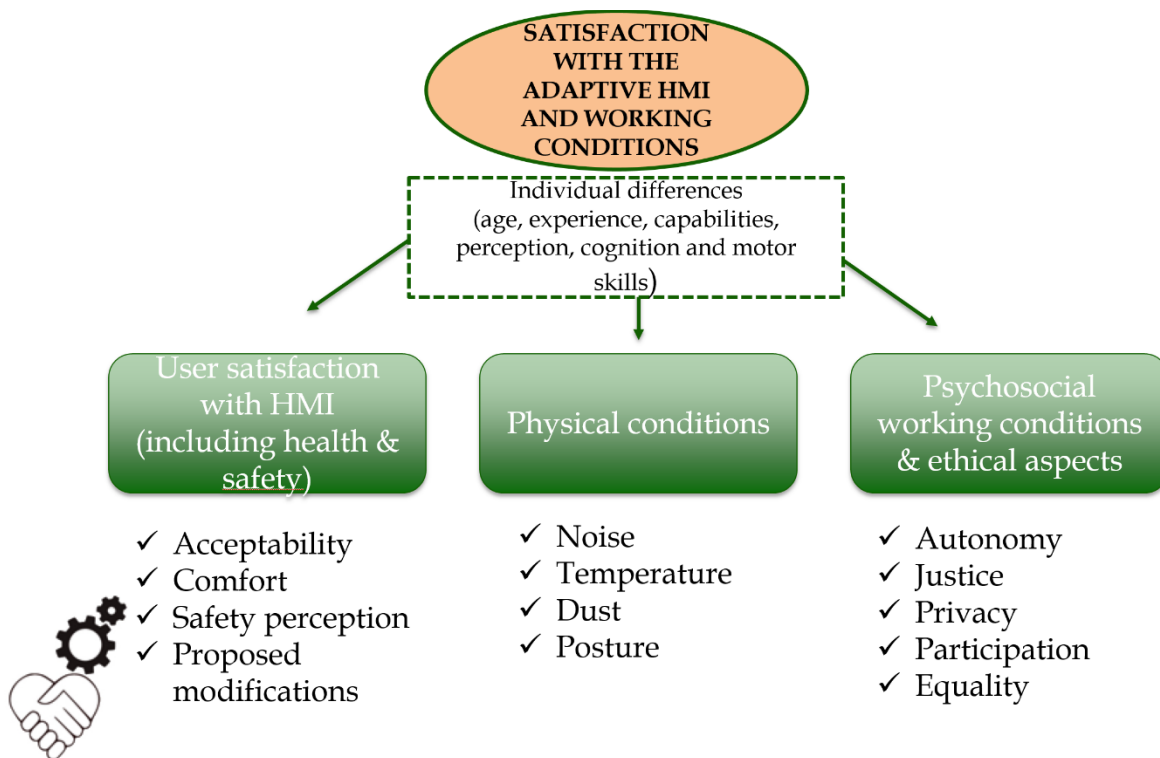 SATISFACTION
WITH THE
ADAPTIVE HMI
AND WORKING
CONDITIONS
Individual differences
(age, experience, capabilities,
perception, cognition and motor
skills)
User satisfaction
with HMI
(including health &
safety)
✓ Acceptability
✓ Comfort
✓ Safety perception
✓ Proposed
modifications
Physical conditions
✓ Noise
✓ Temperature
✓ Dust
✓ Posture
Psychosocial
working conditions
& ethical aspects
✓ Autonomy
✓ Justice
✓ Privacy
✓ Participation
✓ Equality